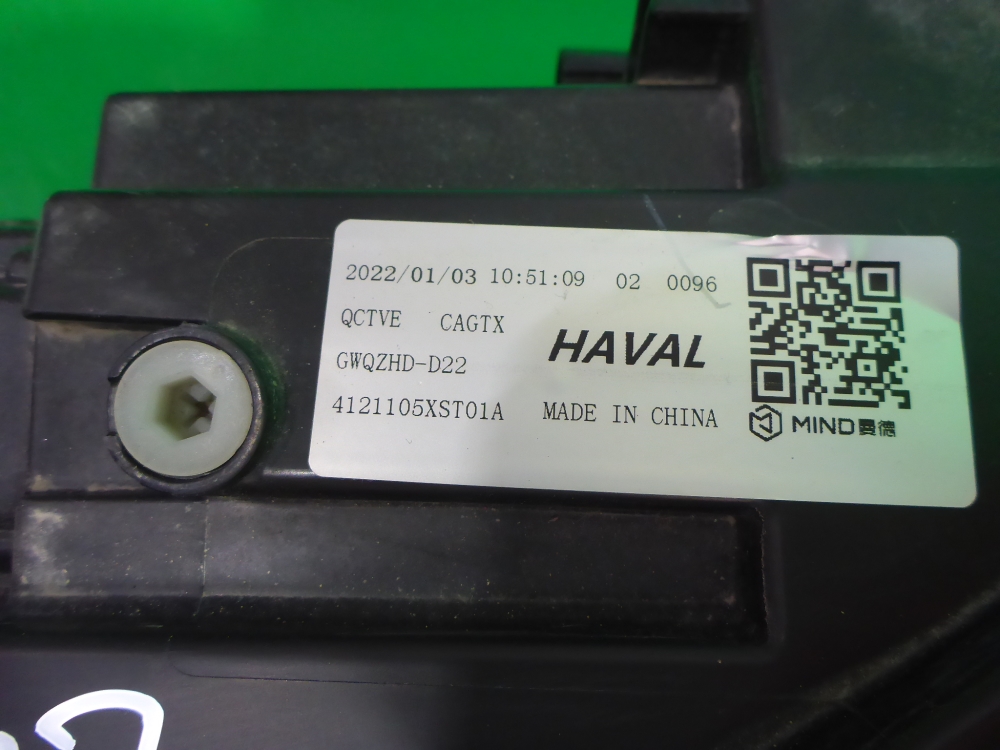 2022/01/03 10:51:09 02 0096
QCTVE CAGTX
HAVAL
GWQZHD-D22
4121105XST01A MADE IN CHINA
MIND曼德